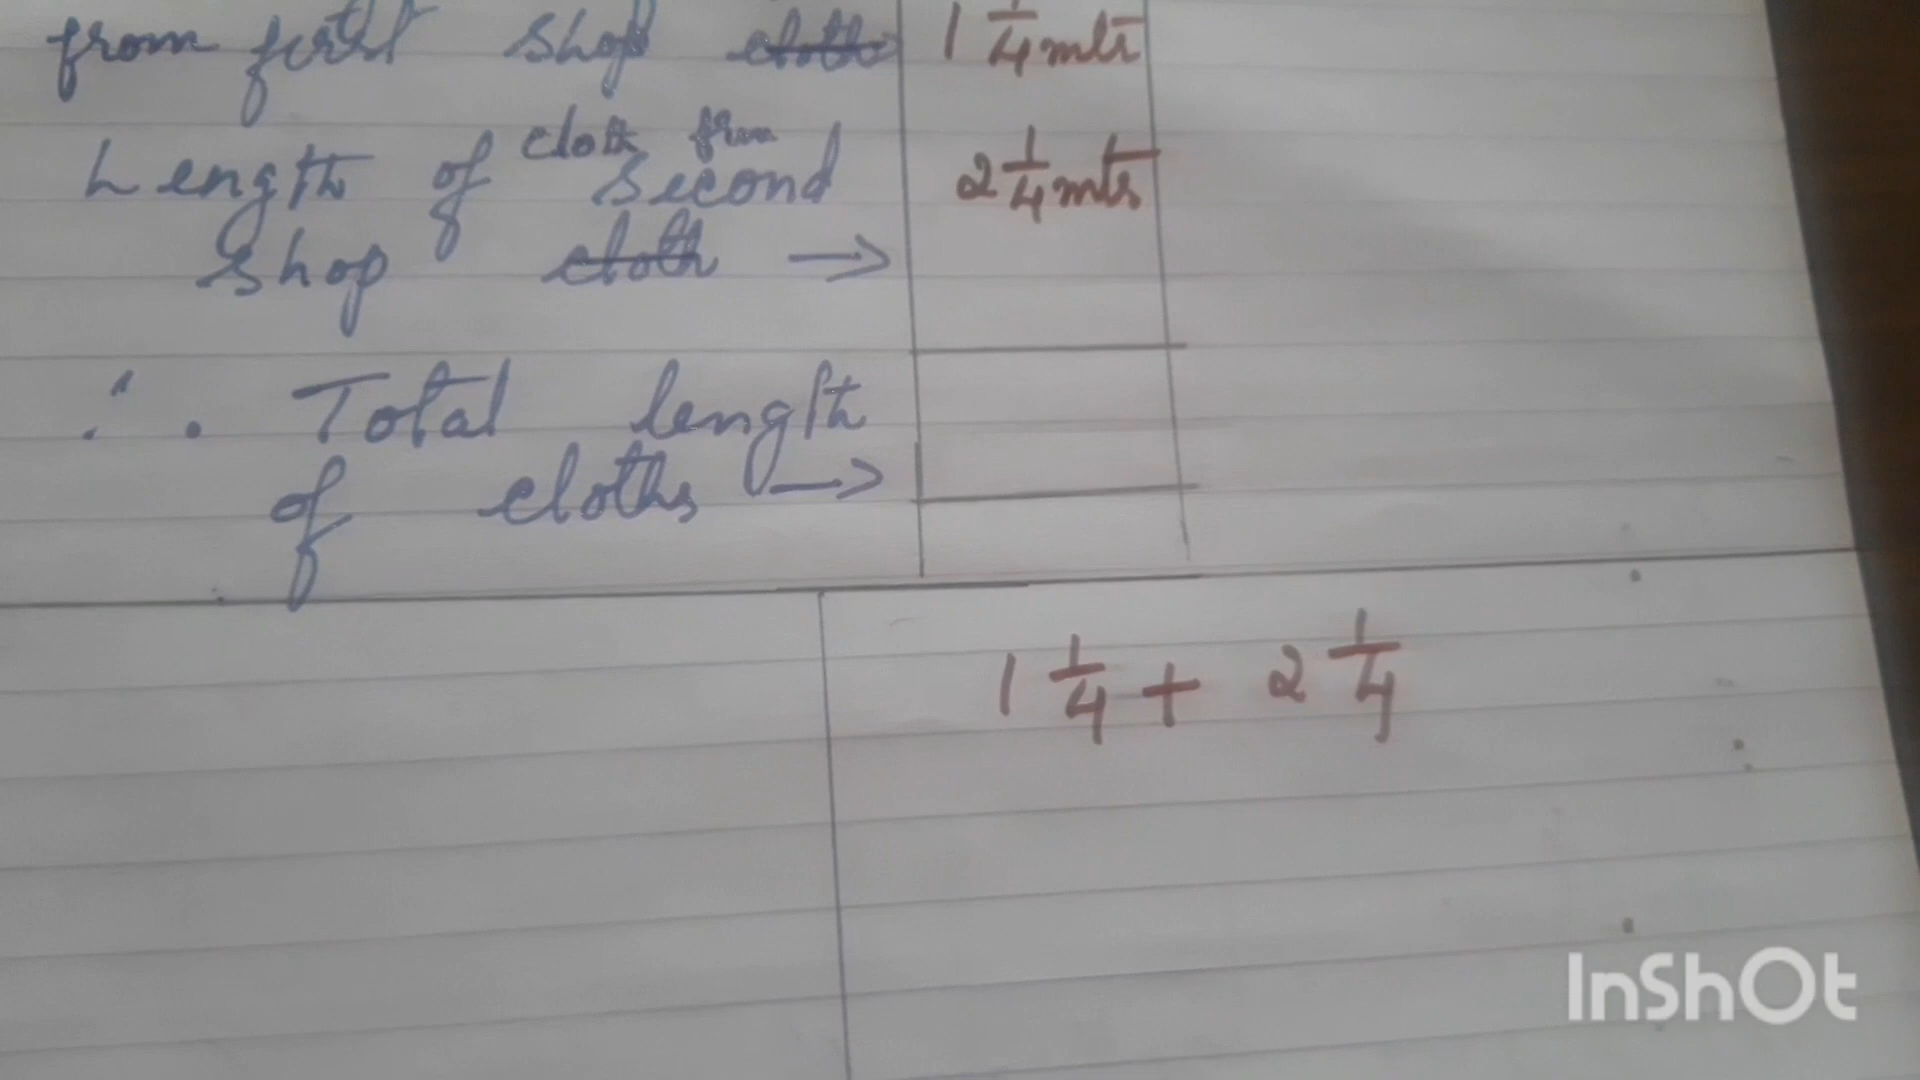 from first shop cloth 1 1/4 mtr
Length of cloth from second 2 1/4 mtr
shop cloth →
∴ Total length
of cloths →
1 1/4 + 2 1/4
InShOt